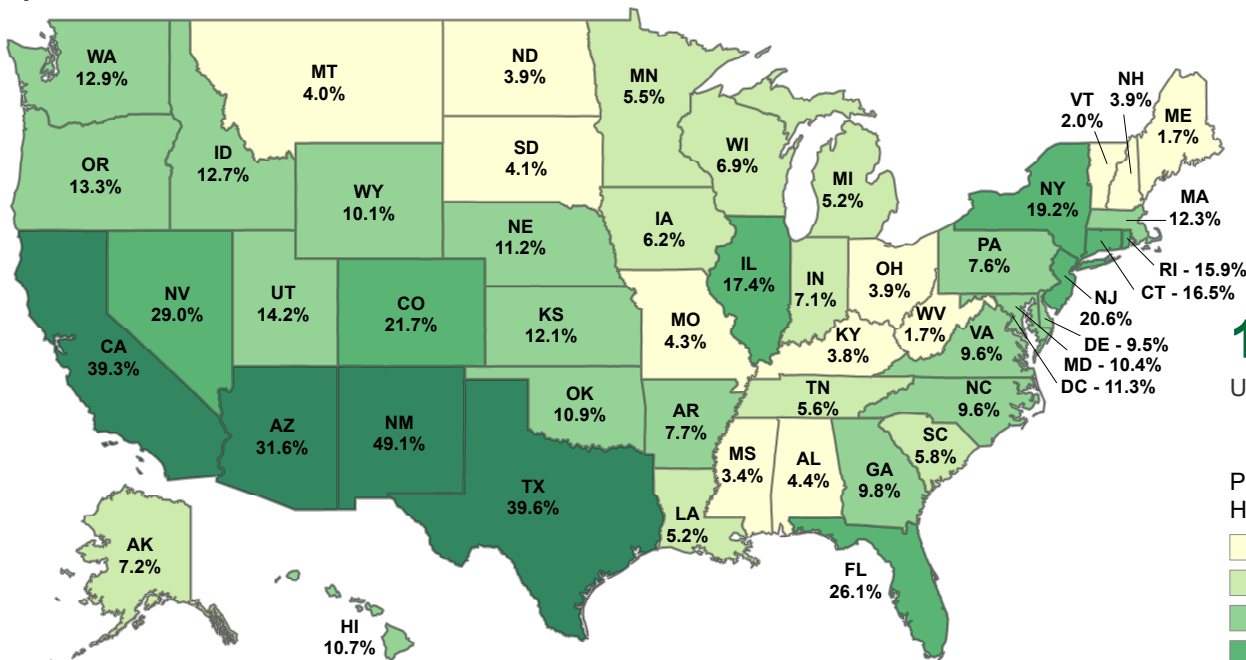 WA
12.9%
MT
4.0%
ND
3.9%
MN
5.5%
VT
2.0%
NH
3.9%
ME
1.7%
OR
13.3%
ID
12.7%
WY
10.1%
SD
4.1%
WI
6.9%
MI
5.2%
NY
19.2%
MA
12.3%
NE
11.2%
IA
6.2%
PA
7.6%
RI - 15.9%
CT - 16.5%
NV
29.0%
UT
14.2%
CO
21.7%
KS
12.1%
MO
4.3%
IL
17.4%
IN
7.1%
OH
3.9%
WV
1.7%
NJ
20.6%
KY
3.8%
VA
9.6%
DE - 9.5%
MD - 10.4%
DC - 11.3%
CA
39.3%
AZ
31.6%
NM
49.1%
OK
10.9%
AR
7.7%
TN
5.6%
NC
9.6%
U
TX
39.6%
LA
5.2%
MS
3.4%
AL
4.4%
GA
9.8%
SC
5.8%
P
H
AK
7.2%
HI
10.7%
FL
26.1%